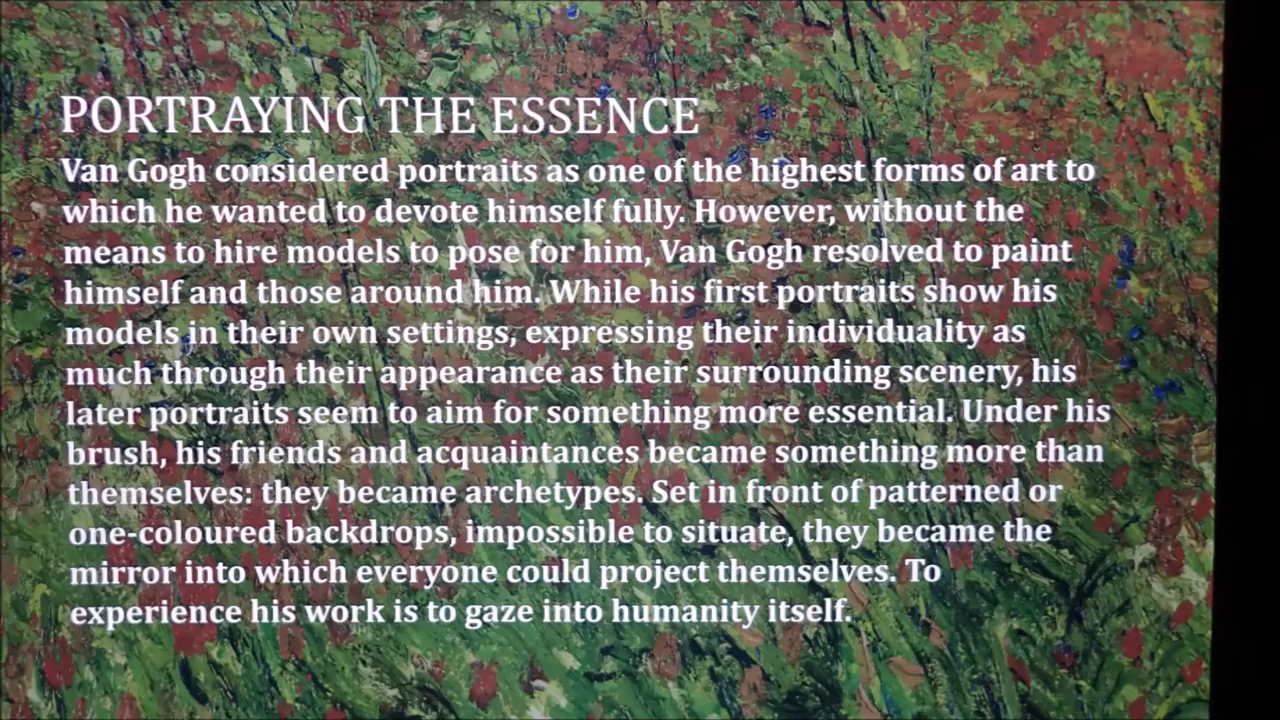 PORTRAYING THE ESSENCE
Van Gogh considered portraits as one of the highest forms of art to
which he wanted to devote himself fully. However, without the
means to hire models to pose for him, Van Gogh resolved to paint
himself and those around him. While his first portraits show his
models in their own settings, expressing their individuality as
much through their appearance as their surrounding scenery, his
later portraits seem to aim for something more essential. Under his
brush, his friends and acquaintances became something more than
themselves: they became archetypes. Set in front of patterned or
one-coloured backdrops, impossible to situate, they became the
mirror into which everyone could project themselves. To
experience his work is to gaze into humanity itself.